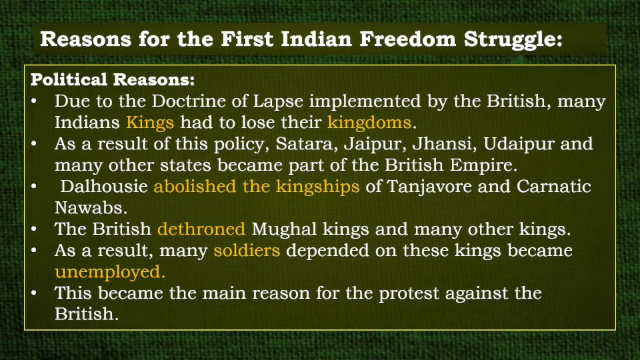 Reasons for the First Indian Freedom Struggle:
Political Reasons:
• Due to the Doctrine of Lapse implemented by the British, many
Indians Kings had to lose their kingdoms.
• As a result of this policy, Satara, Jaipur, Jhansi, Udaipur and
many other states became part of the British Empire.
• Dalhousie abolished the kingships of Tanjavore and Carnatic
Nawabs.
• The British dethroned Mughal kings and many other kings.
• As a result, many soldiers depended on these kings became
unemployed.
• This became the main reason for the protest against the
British.